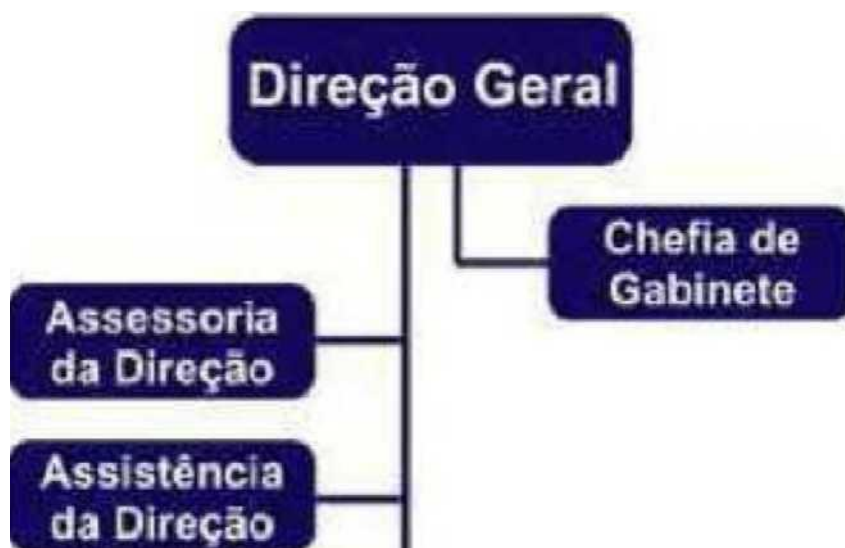 Direção Geral
Chefia de
Gabinete
Assessoria
da Direção
Assistência
da Direção